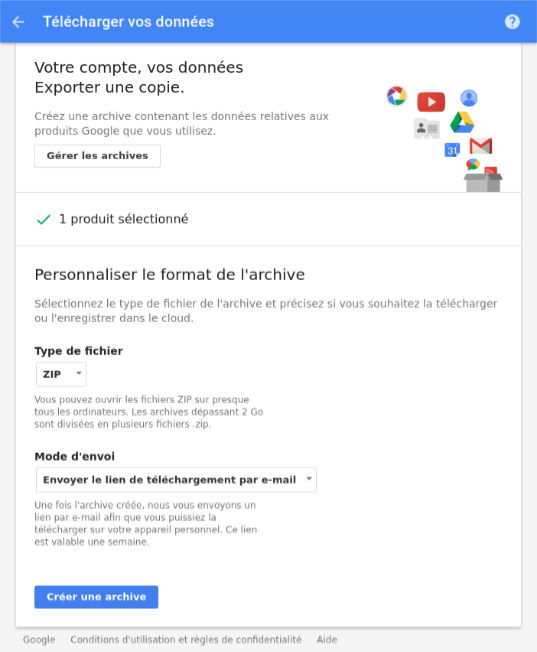 Télécharger vos données
?
Votre compte, vos données
Exporter une copie.
Créez une archive contenant les données relatives aux
produits Google que vous utilisez.
Gérer les archives
31
1 produit sélectionné
Personnaliser le format de l'archive
Sélectionnez le type de fichier de l'archive et précisez si vous souhaitez la télécharger
ou l'enregistrer dans le cloud.
Type de fichier
ZIP
Vous pouvez ouvrir les fichiers ZIP sur presque
tous les ordinateurs. Les archives dépassant 2 Go
sont divisées en plusieurs fichiers .zip.
Mode d'envoi
Envoyer le lien de téléchargement par e-mail
Une fois l'archive créée, nous vous envoyons un
lien par e-mail afin que vous puissiez la
télécharger sur votre appareil personnel. Ce lien
est valable une semaine.
Créer une archive
Google Conditions d'utilisation et règles de confidentialité Aide